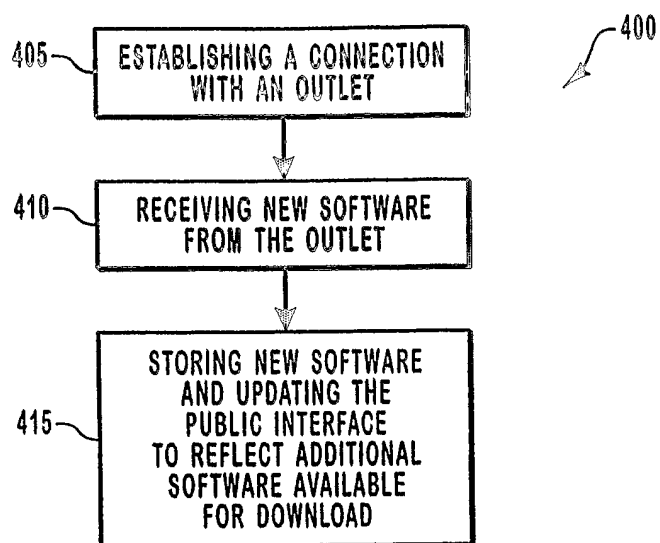 400
405
ESTABLISHING A CONNECTION
WITH AN OUTLET
410
RECEIVING NEW SOFTWARE
FROM THE OUTLET
415
STORING NEW SOFTWARE
AND UPDATING THE
PUBLIC INTERFACE
TO REFLECT ADDITIONAL
SOFTWARE AVAILABLE
FOR DOWNLOAD